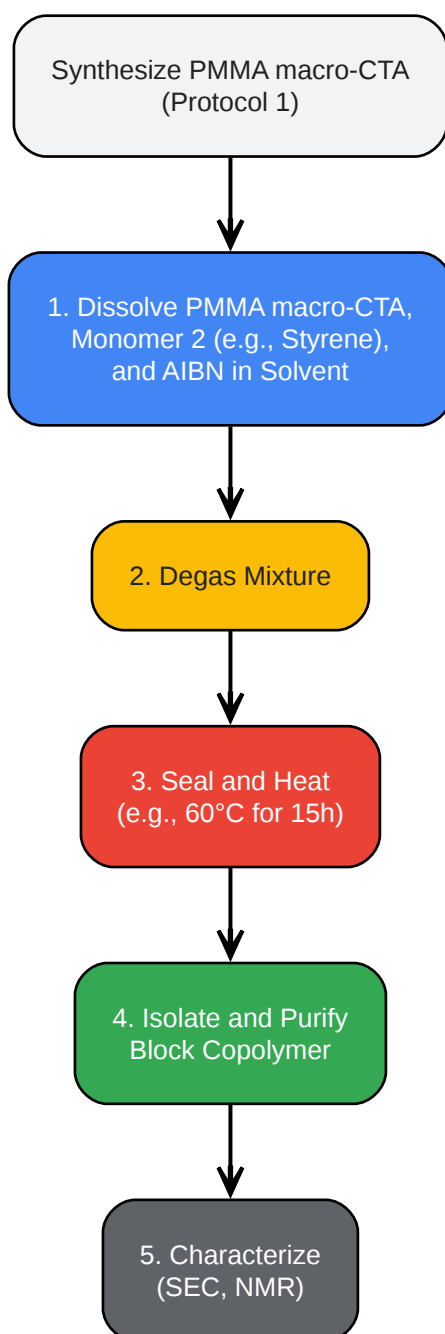 Synthesize PMMA macro-CTA
(Protocol 1)
1. Dissolve PMMA macro-CTA,
Monomer 2 (e.g., Styrene),
and AIBN in Solvent
2. Degas Mixture
3. Seal and Heat
(e.g., 60°C for 15h)
4. Isolate and Purify
Block Copolymer
5. Characterize
(SEC, NMR)